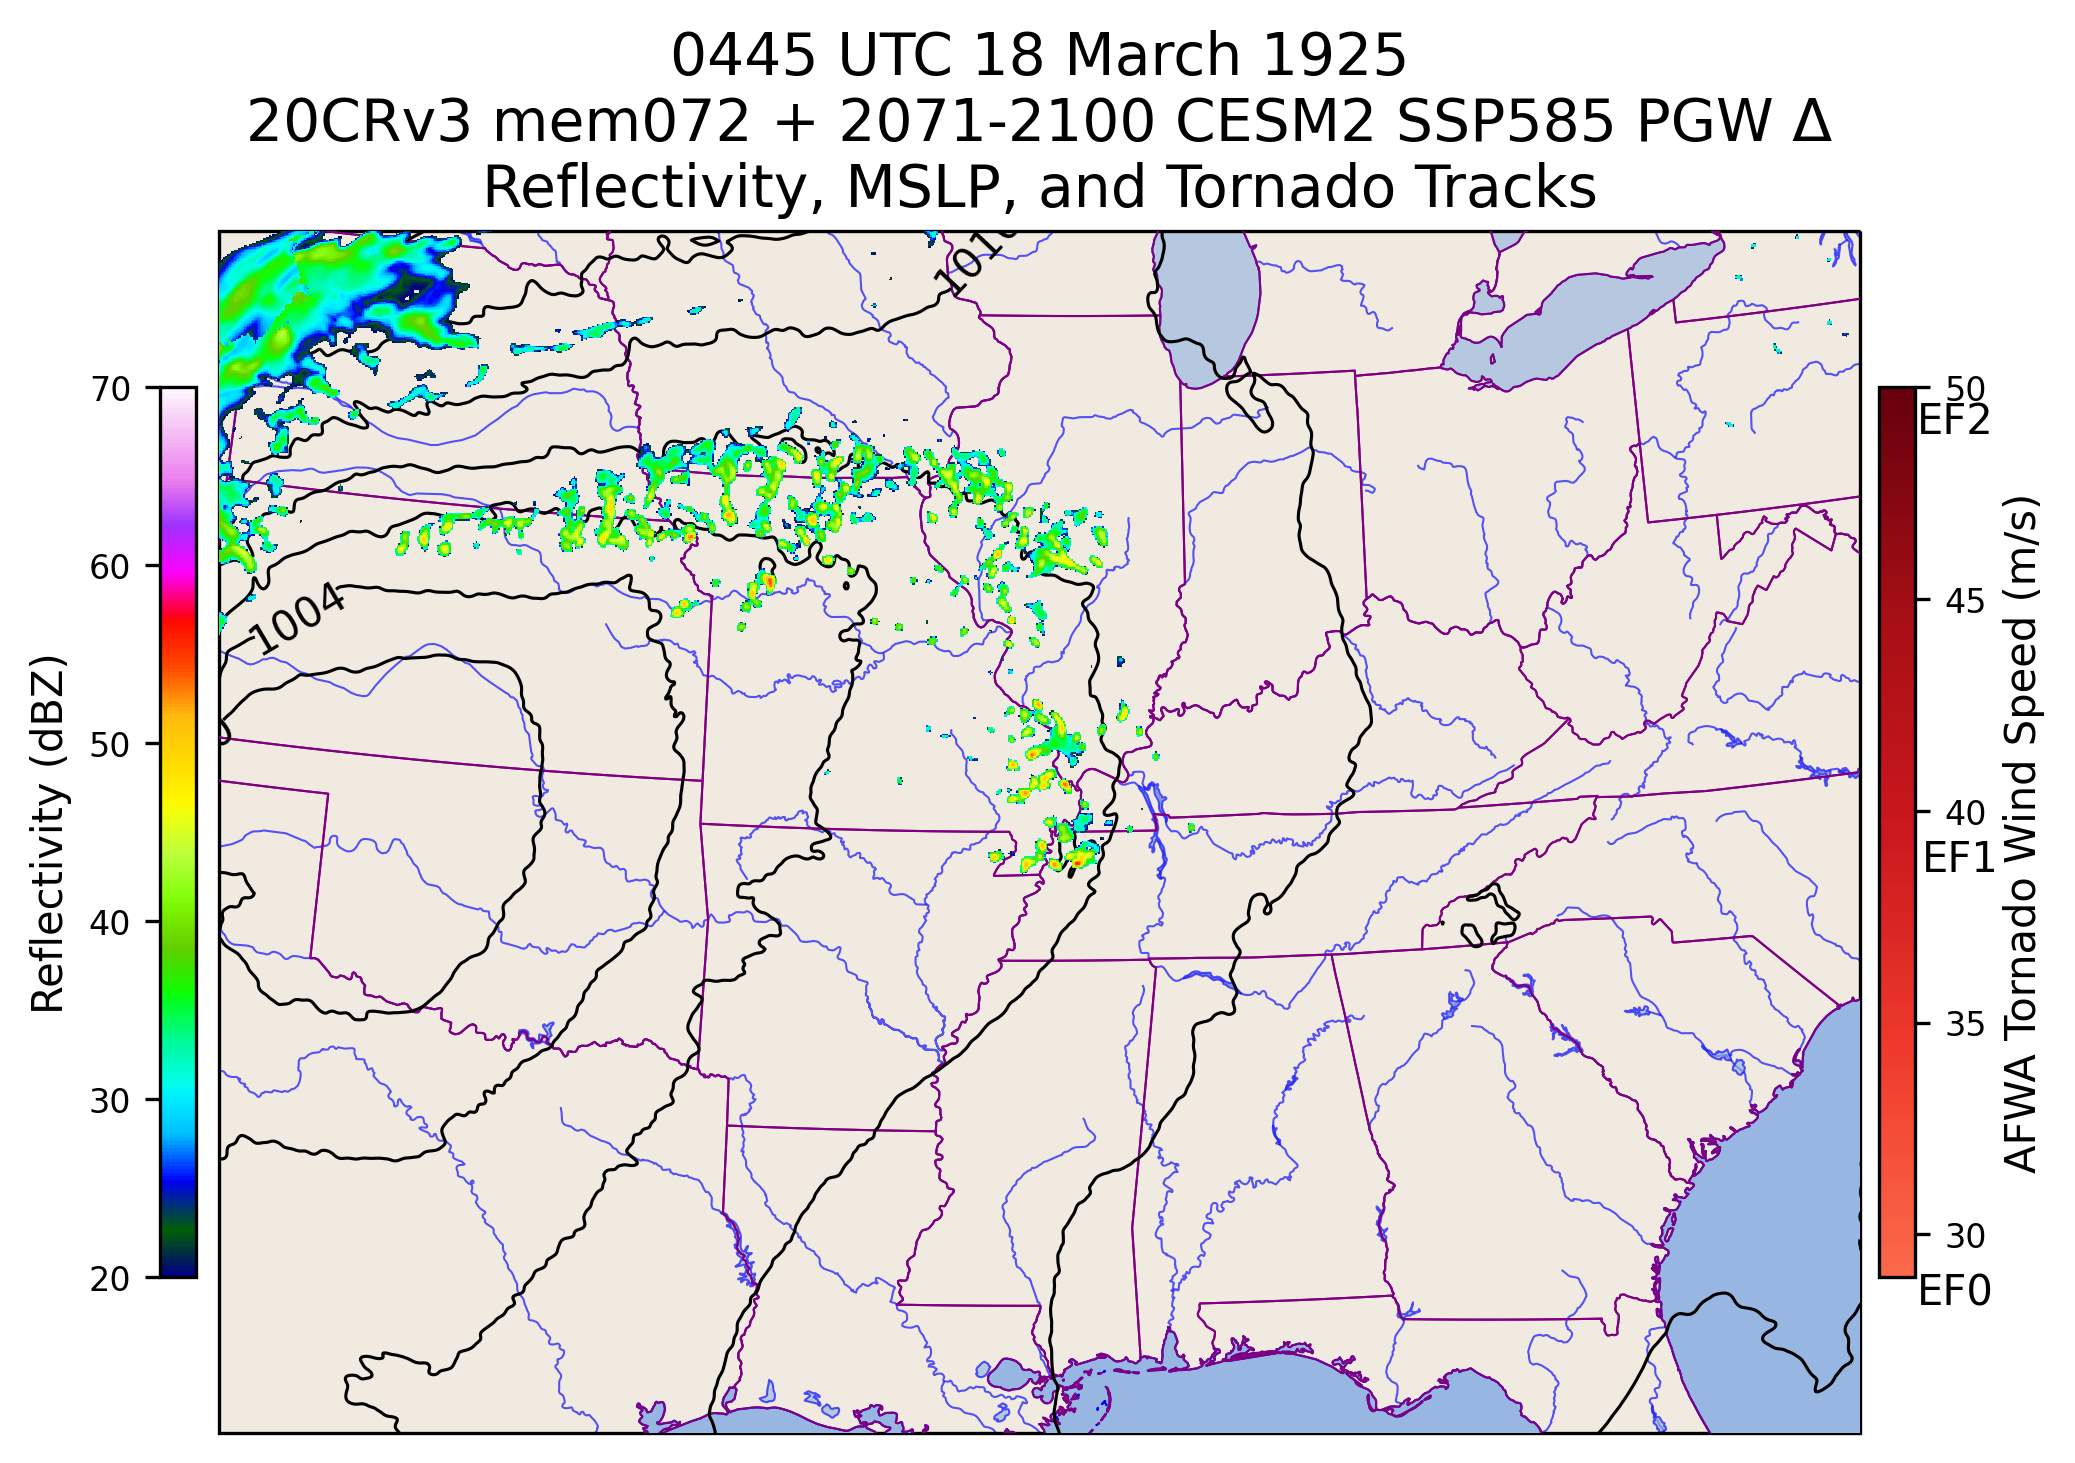 0445 UTC 18 March 1925
20CRv3 mem072 + 2071-2100 CESM2 SSP585 PGW Δ
Reflectivity, MSLP, and Tornado Tracks
1004
70
60
50
40
30
20
Reflectivity (dBZ)
50
EF2
45
40
EF1
35
30
EF0
AFWA Tornado Wind Speed (m/s)